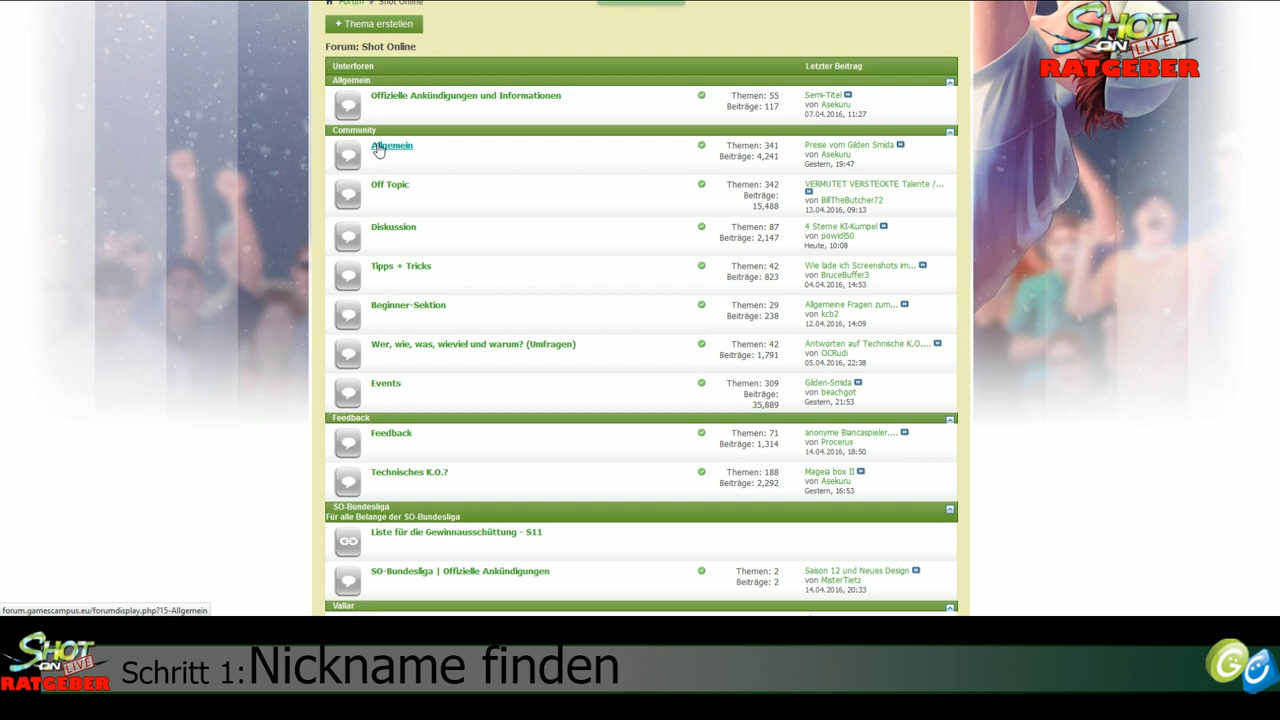 Forum > Shot Online
+ Thema erstellen
Forum: Shot Online
Unterforen Letzter Beitrag
Allgemein
Offizielle Ankündigungen und Informationen Themen: 55 Semi-Titel
Beiträge: 117 von Asekuru
07.04.2016, 11:27
Community
Allgemein Themen: 341 Preise vom Gilden Smida
Beiträge: 4,241 von Asekuru
Gestern, 19:47
Off Topic Themen: 342 VERMUTET VERSTECKTE Talente /...
Beiträge:
15,488 von BillTheButcher72
13.04.2016, 09:13
Diskussion Themen: 87 4 Sterne KI-Kumpel
Beiträge: 2,147 von powidl50
Heute, 10:08
Tipps + Tricks Themen: 42 Wie lade ich Screenshots im...
Beiträge: 823 von BruceBuffer3
04.04.2016, 14:53
Beginner-Sektion Themen: 29 Allgemeine Fragen zum...
Beiträge: 238 von kcb2
12.04.2016, 14:09
Wer, wie, was, wieviel und warum? (Umfragen) Themen: 42 Antworten auf Technische K.O....
Beiträge: 1,791 von OCRudi
05.04.2016, 22:38
Events Themen: 309 Gilden-Smida
Beiträge:
35,889 von beachgot
Gestern, 21:53
Feedback
Feedback Themen: 71 anonyme Biancaspieler....
Beiträge: 1,314 von Procerus
14.04.2016, 18:50
Technisches K.O.? Themen: 188 Mageia box II
Beiträge: 2,292 von Asekuru
Gestern, 16:53
SO-Bundesliga
Für alle Belange der SO-Bundesliga
Liste für die Gewinnausschüttung - S11
SO-Bundesliga | Offizielle Ankündigungen Themen: 2 Saison 12 und Neues Design
Beiträge: 2 von MisterTietz
14.04.2016, 20:33
Vallar
forum.gamescampus.eu/forumdisplay.php?15-Allgemein
SHOT
ON LIVE
RATGEBER
SHOT
ON LIVE
RATGEBER
Schritt 1: Nickname finden
GC